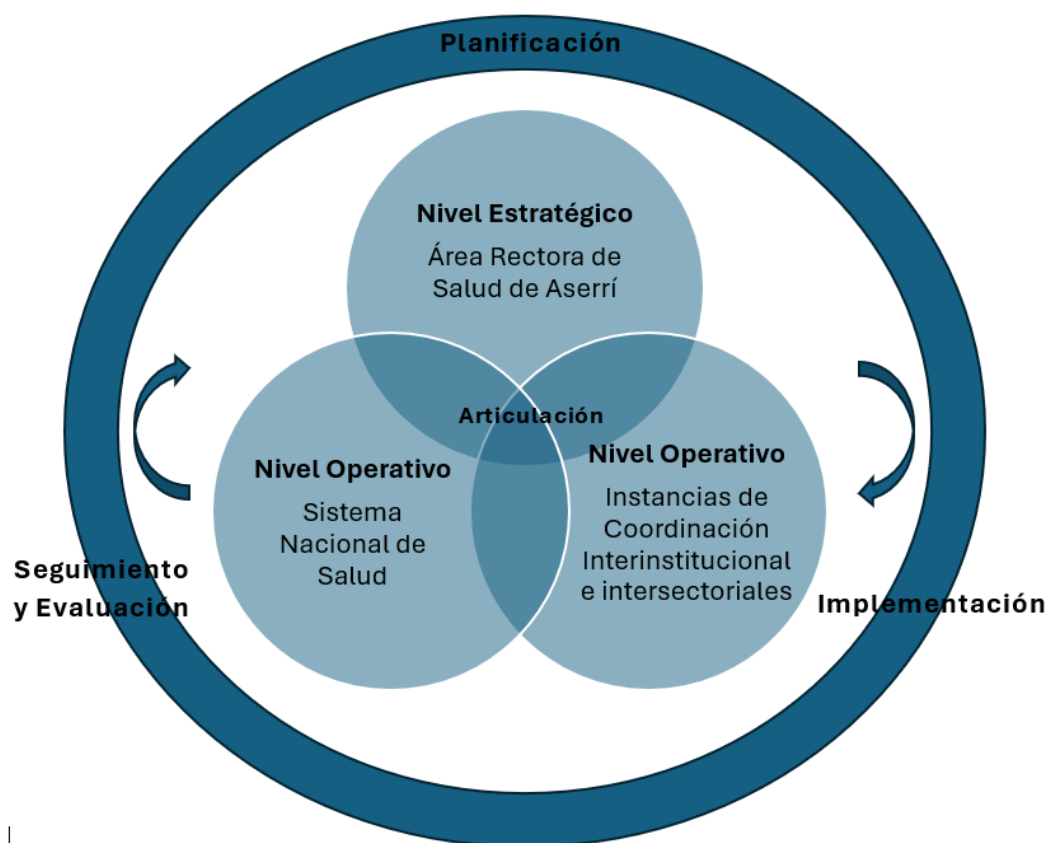 Planificación
Nivel Estratégico
Área Rectora de
Salud de Aserrí
Articulación
Nivel Operativo
Sistema
Nacional de
Salud
Nivel Operativo
Instancias de
Coordinación
Interinstitucional
e intersectoriales
Seguimiento
y Evaluación
Implementación